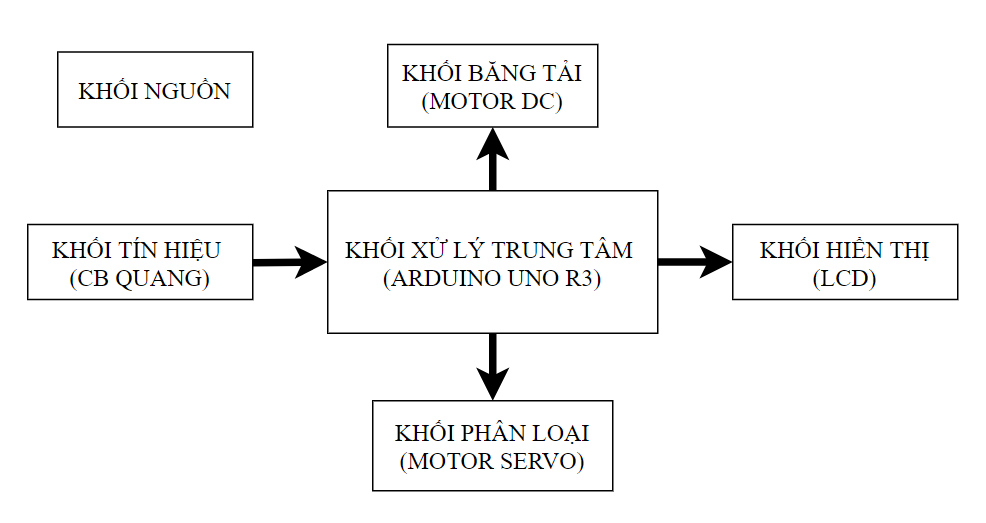 KHỐI NGUỒN
KHỐI BĂNG TẢI
(MOTOR DC)
KHỐI TÍN HIỆU
(CB QUANG)
KHỐI XỬ LÝ TRUNG TÂM
(ARDUINO UNO R3)
KHỐI HIỂN THỊ
(LCD)
KHỐI PHÂN LOẠI
(MOTOR SERVO)